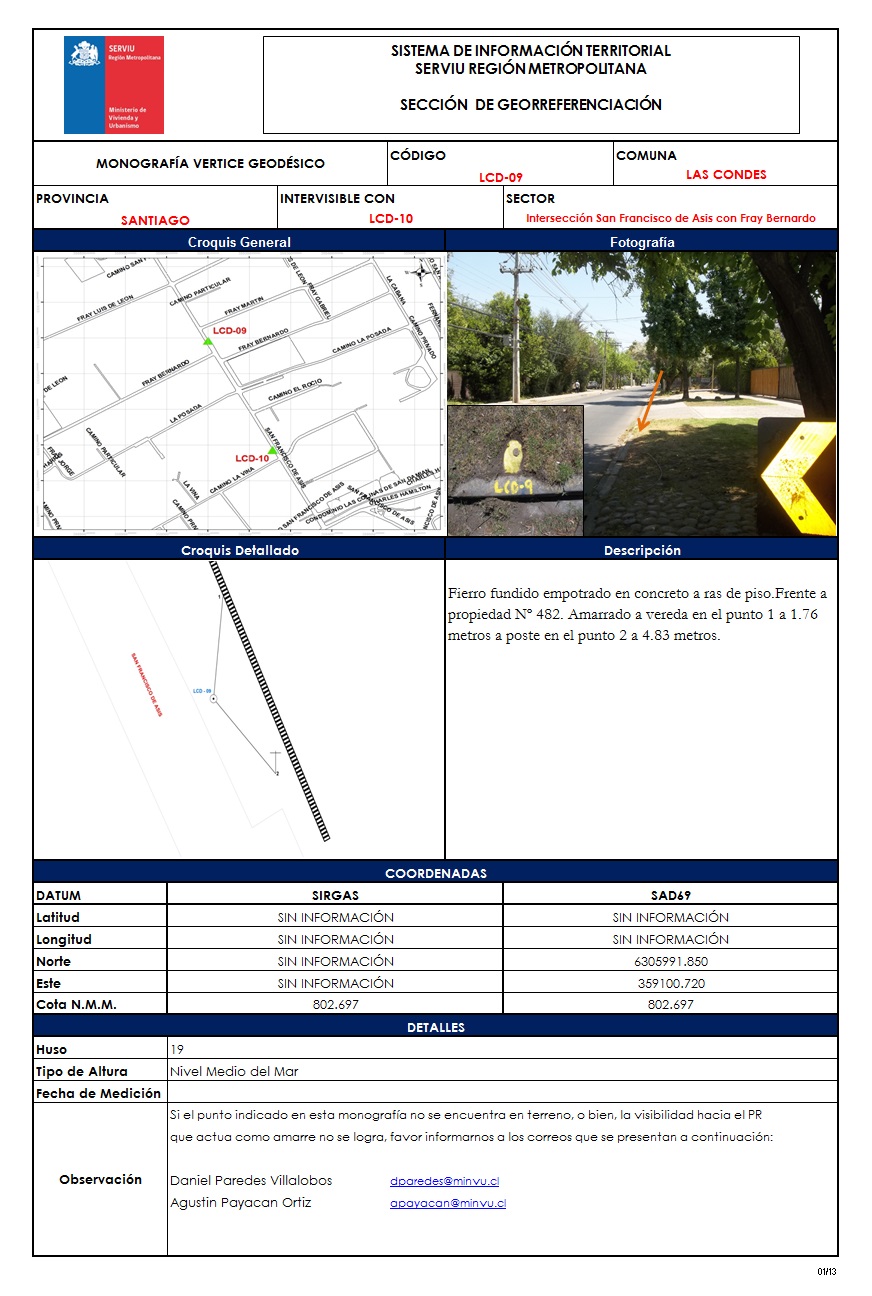 SERVIU
Región Metropolitana
Ministerio de
Vivienda y
Urbanismo
SISTEMA DE INFORMACIÓN TERRITORIAL
SERVIU REGIÓN METROPOLITANA
SECCIÓN DE GEORREFERENCIACIÓN
MONOGRAFÍA VERTICE GEODÉSICO
CÓDIGO
LCD-09
COMUNA
LAS CONDES
PROVINCIA
SANTIAGO
INTERVISIBLE CON
LCD-10
SECTOR
Intersección San Francisco de Asis con Fray Bernardo
Croquis General
Fotografía
CAMINO SAN F
FRAY LUIS DE LEON
CAMINO PARTICULAR
FRAY MARTIN
S DE LEON
FRAY GABRIEL
LA CABAÑA
CAMINO PEÑADO
LCD-09
FRAY BERNARDO
CAMINO LA POSADA
FRAY BERNARDO
DE LEON
CAMINO EL ROCIO
LA POSADA
CAMINO PARTICULAR
SAN FRANCISCO DE ASIS
LCD-10
FRAY JORGE
CAMINO LA VIÑA
LA VIÑA
SAN FRANCISCO DE ASIS
CONDOMINIO LAS COLINAS DE SAN DAMIAN
CHARLES HAMILTON
LCD-9
Croquis Detallado
Descripción
Fierro fundido empotrado en concreto a ras de piso.Frente a
propiedad N° 482. Amarrado a vereda en el punto 1 a 1.76
metros a poste en el punto 2 a 4.83 metros.
1
SAN FRANCISCO DE ASIS
LCD - 09
2
COORDENADAS
DATUM SIRGAS SAD69
Latitud SIN INFORMACIÓN SIN INFORMACIÓN
Longitud SIN INFORMACIÓN SIN INFORMACIÓN
Norte SIN INFORMACIÓN 6305991.850
Este SIN INFORMACIÓN 359100.720
Cota N.M.M. 802.697 802.697
DETALLES
Huso 19
Tipo de Altura Nivel Medio del Mar
Fecha de Medición
Observación
Si el punto indicado en esta monografía no se encuentra en terreno, o bien, la visibilidad hacia el PR
que actua como amarre no se logra, favor informarnos a los correos que se presentan a continuación:
Daniel Paredes Villalobos dparedes@minvu.cl
Agustin Payacan Ortiz apayacan@minvu.cl
01/13